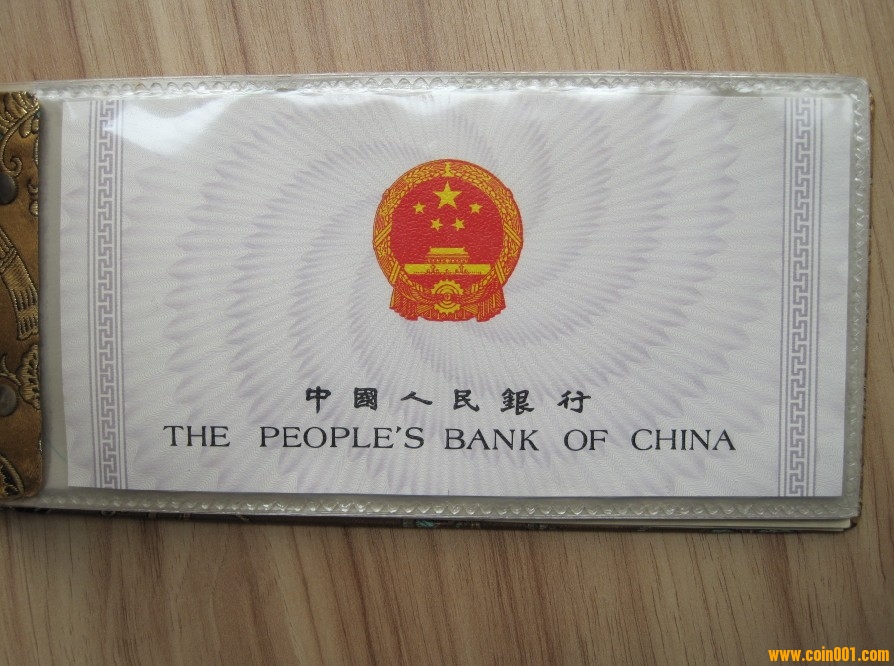 中國人民銀行
THE PEOPLE'S BANK OF CHINA
www.coin001.com